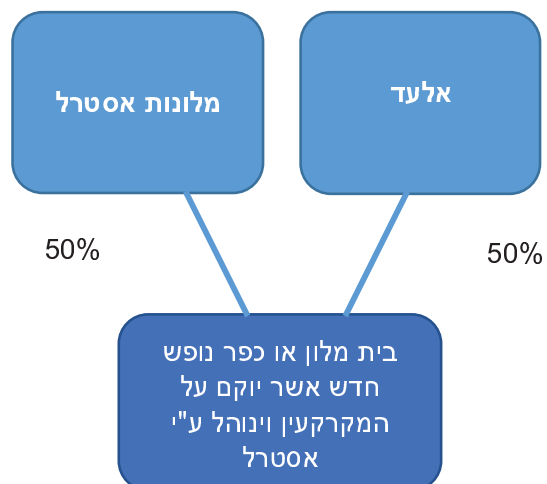 אלעד
מלונות אסטרל
50%
50%
בית מלון או כפר נופש
חדש אשר יוקם על
המקרקעין וינוהל ע"י
אסטרל